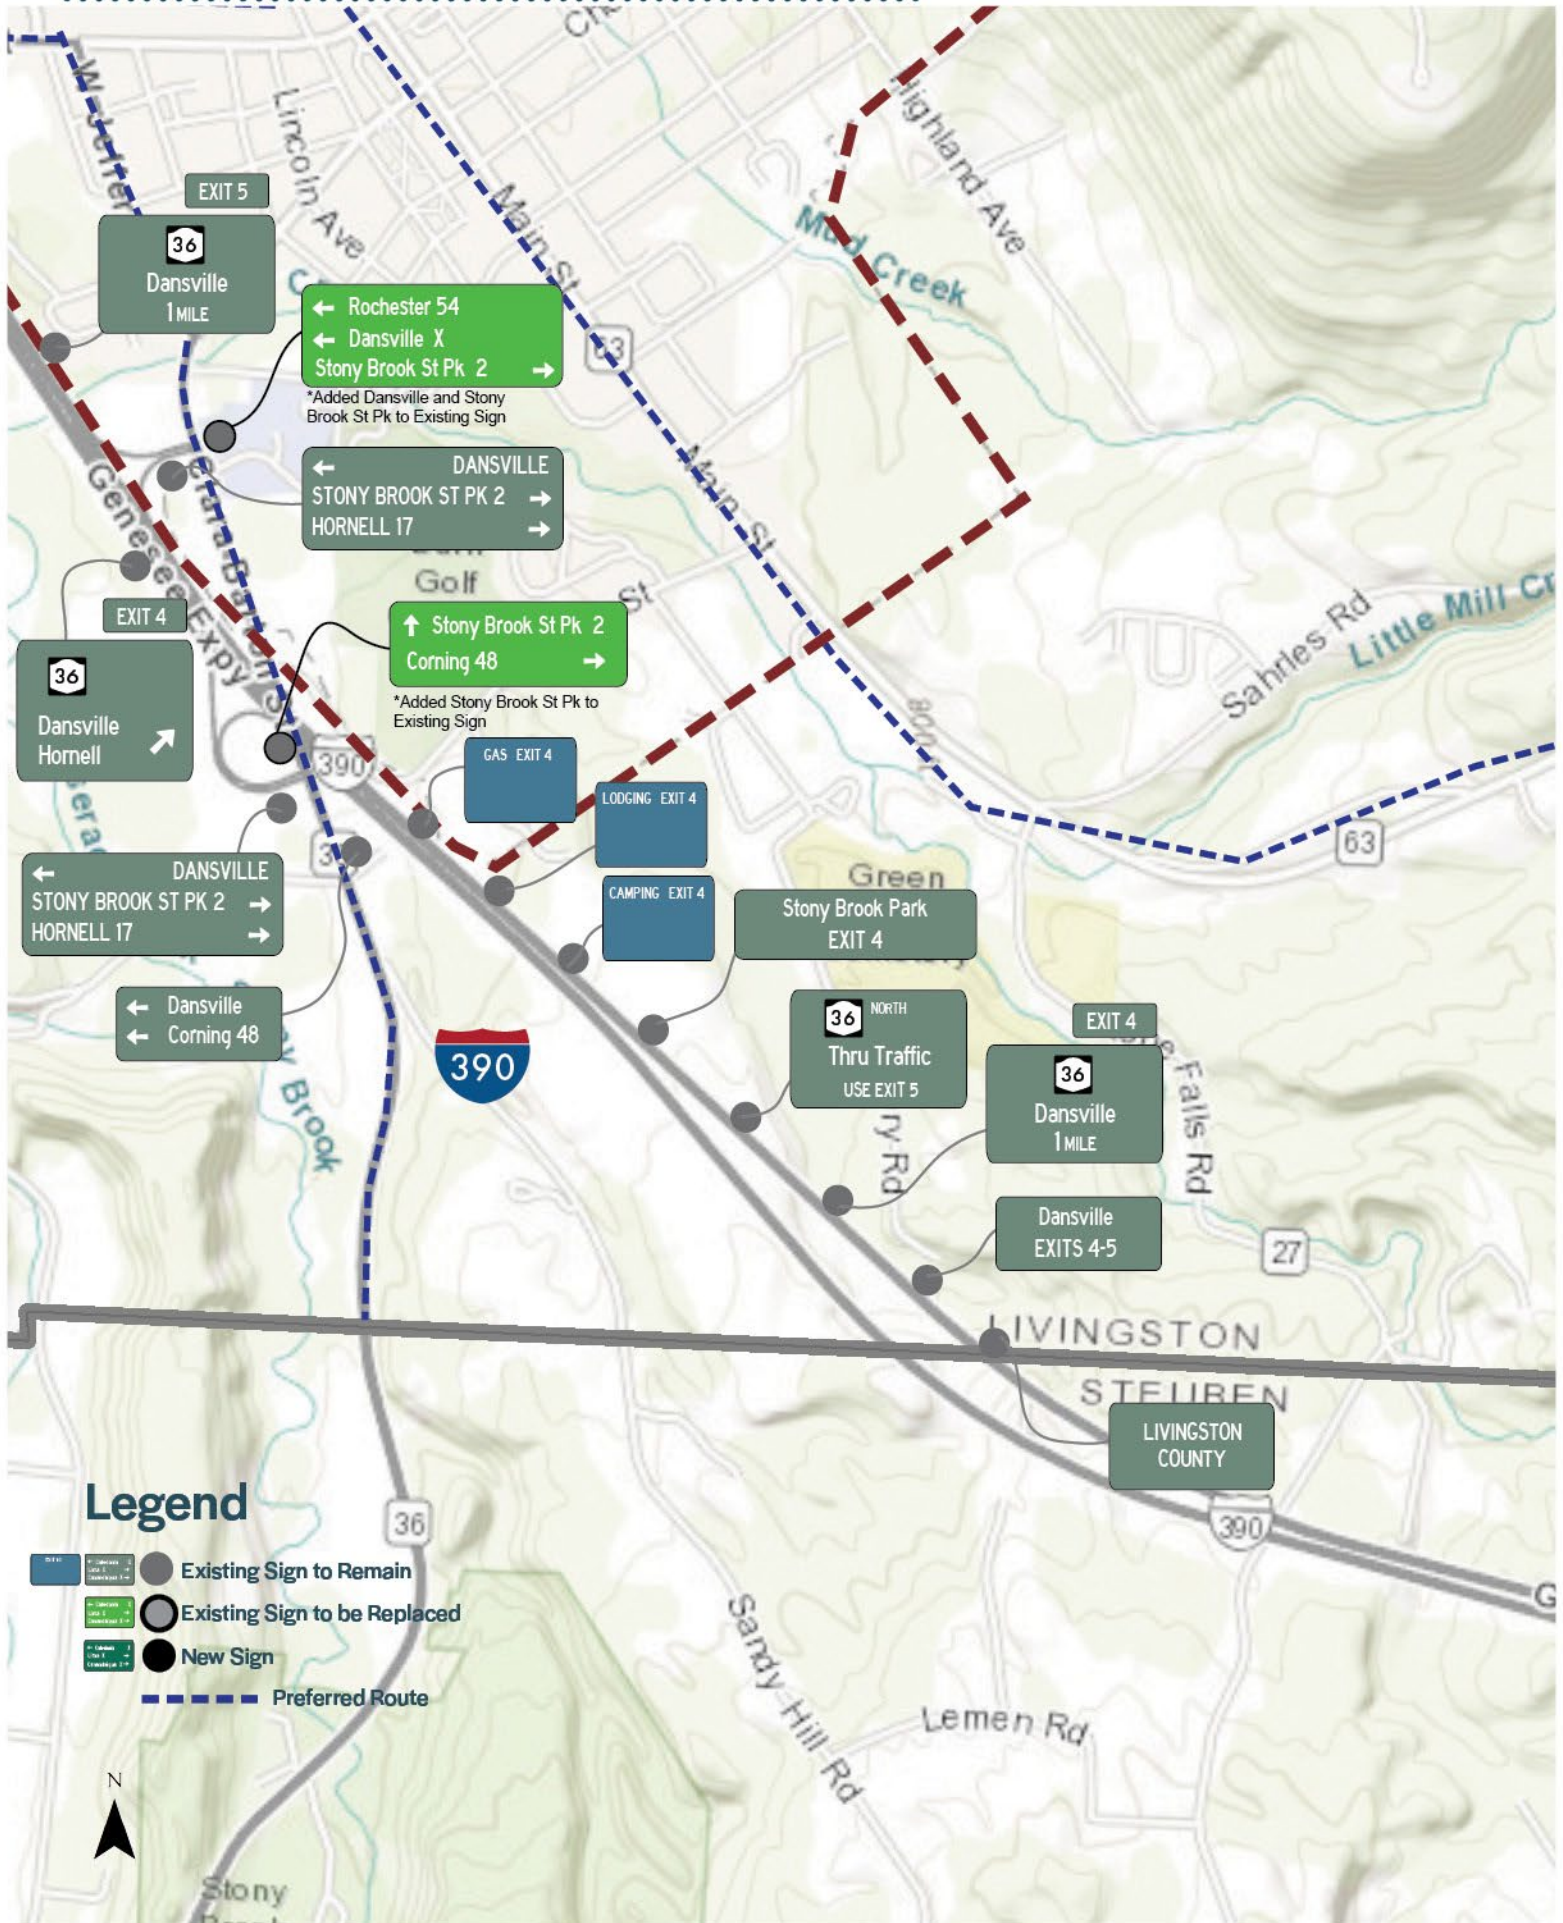 Lincoln Ave
Main St
Highland Ave
Mud Creek
EXIT 5
36
Dansville
1 MILE
← Rochester 54
← Dansville X
Stony Brook St Pk 2 →
*Added Dansville and Stony
Brook St Pk to Existing Sign
63
← DANSVILLE
STONY BROOK ST PK 2 →
HORNELL 17 →
Main St
Genesee Expy
Golf
St
EXIT 4
36
Dansville
Hornell
↑ Stony Brook St Pk 2
Corning 48 →
*Added Stony Brook St Pk to
Existing Sign
Sahrles Rd
Little Mill Cr
390
GAS EXIT 4
LODGING EXIT 4
CAMPING EXIT 4
63
Green
← DANSVILLE
STONY BROOK ST PK 2 →
HORNELL 17 →
Stony Brook Park
EXIT 4
← Dansville
← Corning 48
Brook
390
36 NORTH
Thru Traffic
USE EXIT 5
EXIT 4
36
Dansville
1 MILE
Falls Rd
ry Rd
Dansville
EXITS 4-5
27
LIVINGSTON
STEUBEN
LIVINGSTON
COUNTY
390
G
36
Legend
Existing Sign to Remain
Existing Sign to be Replaced
New Sign
Preferred Route
Sandy Hill Rd
Lemen Rd
N
Stony